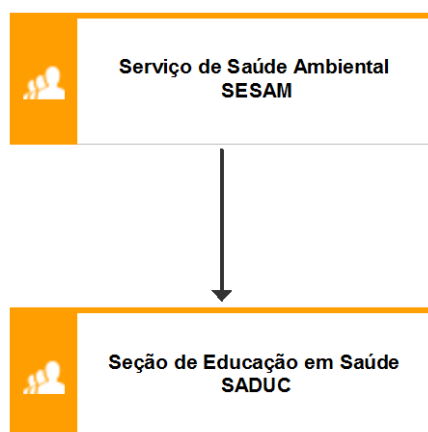 Serviço de Saúde Ambiental
SESAM
Seção de Educação em Saúde
SADUC